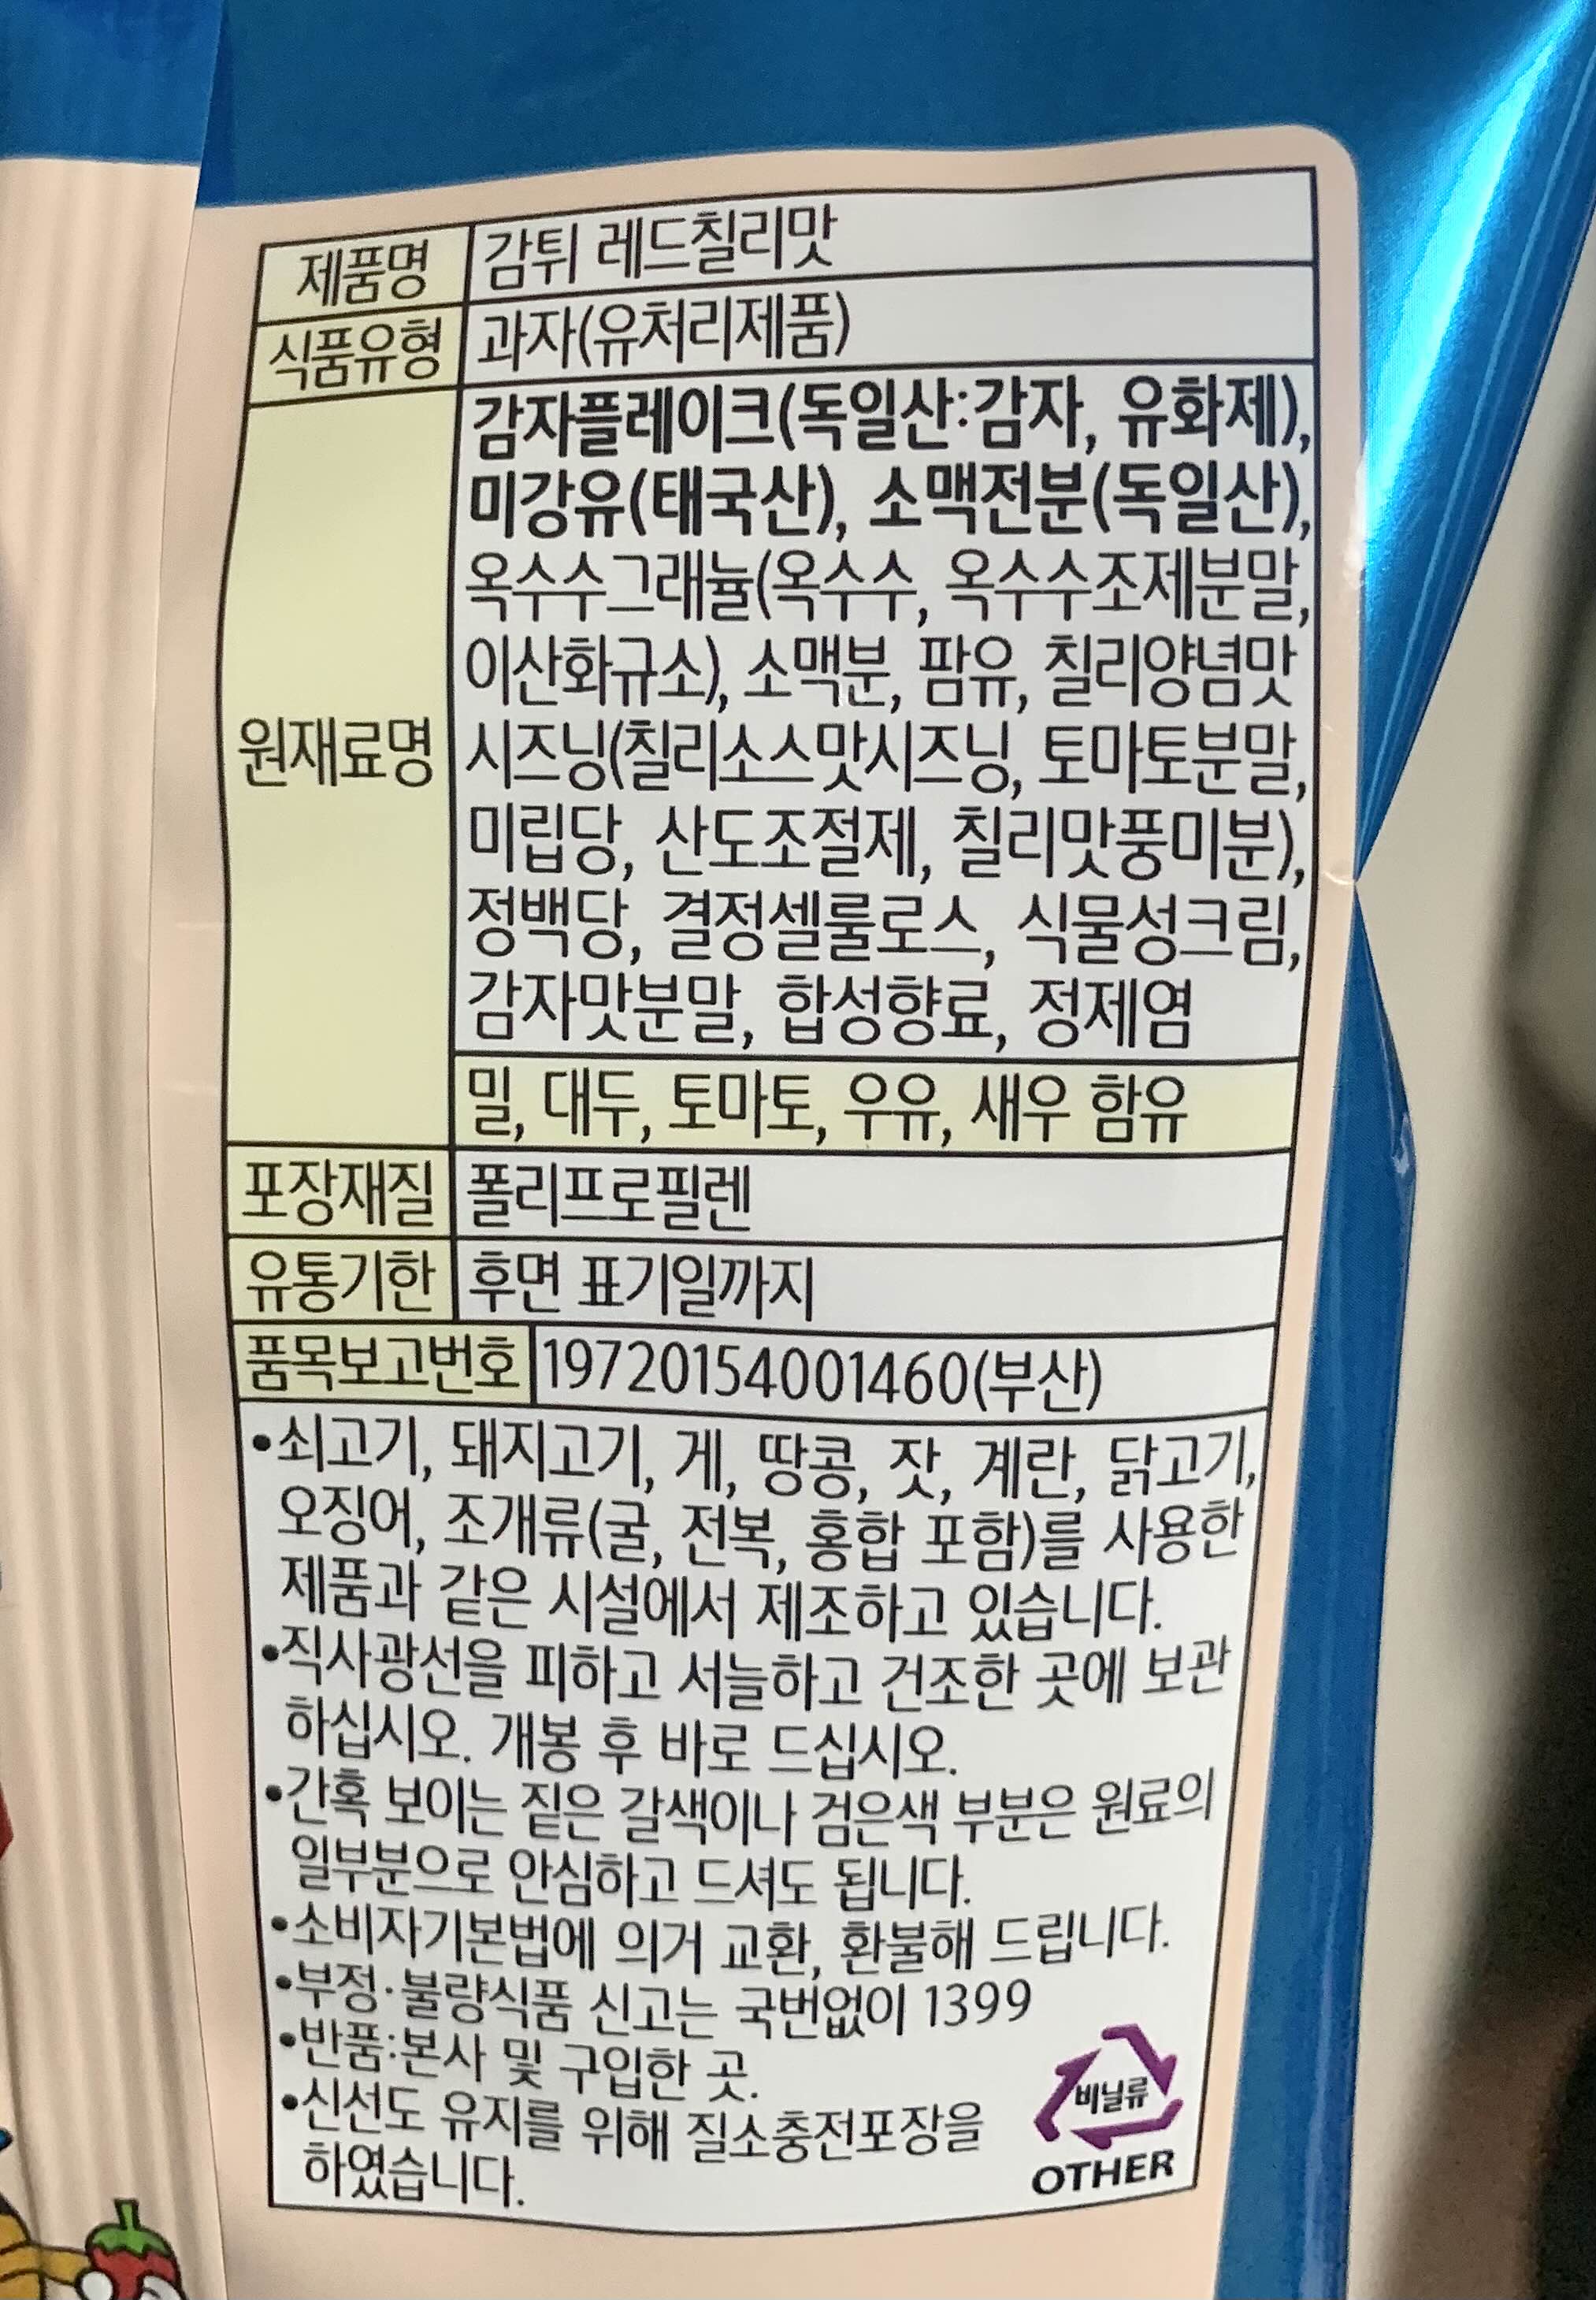 제품명 감튀 레드칠리맛
식품유형 과자(유처리제품)
원재료명
감자플레이크(독일산:감자, 유화제),
미강유(태국산), 소맥전분(독일산),
옥수수그래뉼(옥수수, 옥수수조제분말,
이산화규소), 소맥분, 팜유, 칠리양념맛
시즈닝(칠리소스맛시즈닝, 토마토분말,
미립당, 산도조절제, 칠리맛풍미분),
정백당, 결정셀룰로스, 식물성크림,
감자맛분말, 합성향료, 정제염
밀, 대두, 토마토, 우유, 새우 함유
포장재질 폴리프로필렌
유통기한 후면 표기일까지
품목보고번호 19720154001460(부산)
•쇠고기, 돼지고기, 게, 땅콩, 잣, 계란, 닭고기,
오징어, 조개류(굴, 전복, 홍합 포함)를 사용한
제품과 같은 시설에서 제조하고 있습니다.
•직사광선을 피하고 서늘하고 건조한 곳에 보관
하십시오. 개봉 후 바로 드십시오.
•간혹 보이는 짙은 갈색이나 검은색 부분은 원료의
일부분으로 안심하고 드셔도 됩니다.
•소비자기본법에 의거 교환, 환불해 드립니다.
•부정·불량식품 신고는 국번없이 1399
•반품:본사 및 구입한 곳.
•신선도 유지를 위해 질소충전포장을
하였습니다.
비닐류
OTHER